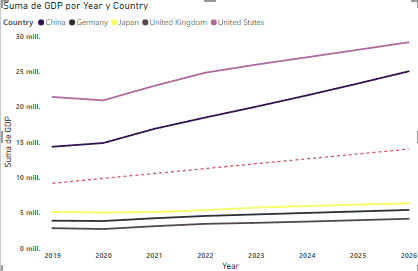 Suma de GDP por Year y Country
Country China Germany Japan United Kingdom United States
30 mill.
25 mill.
20 mill.
15 mill.
10 mill.
5 mill.
0 mill.
Suma de GDP
2019 2020 2021 2022 2023 2024 2025 2026
Year